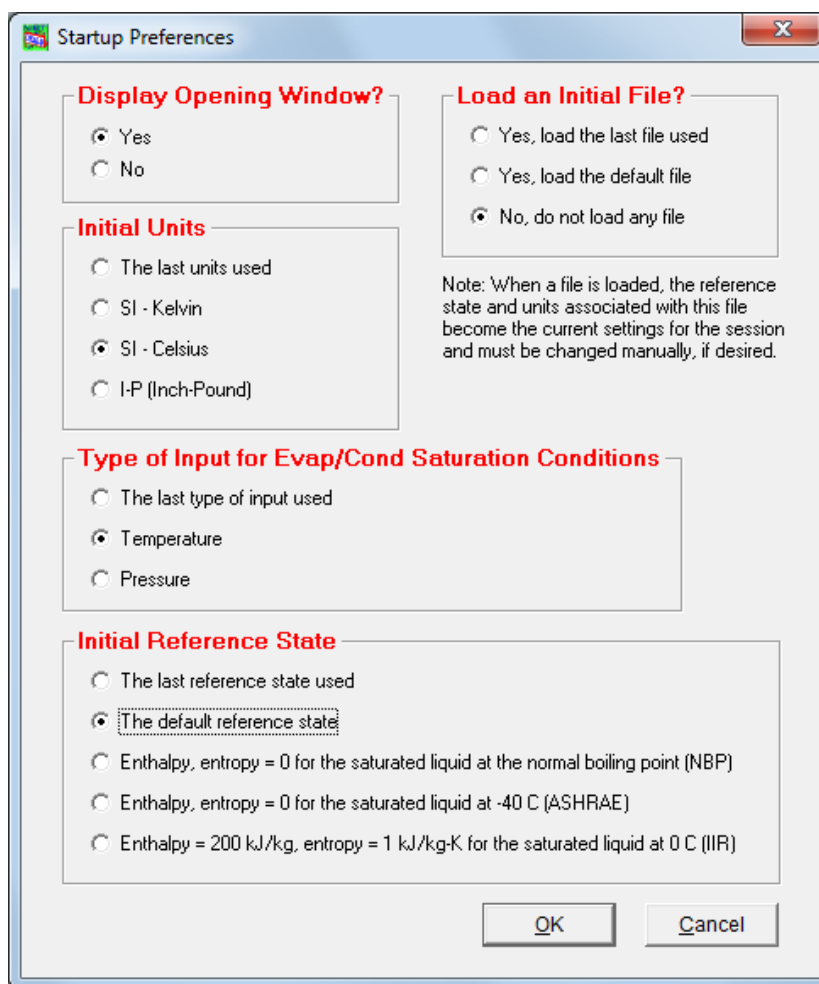 Startup Preferences
Display Opening Window?
Yes
No
Load an Initial File?
Yes, load the last file used
Yes, load the default file
No, do not load any file
Initial Units
The last units used
SI - Kelvin
SI - Celsius
I-P (Inch-Pound)
Note: When a file is loaded, the reference
state and units associated with this file
become the current settings for the session
and must be changed manually, if desired.
Type of Input for Evap/Cond Saturation Conditions
The last type of input used
Temperature
Pressure
Initial Reference State
The last reference state used
The default reference state
Enthalpy, entropy = 0 for the saturated liquid at the normal boiling point (NBP)
Enthalpy, entropy = 0 for the saturated liquid at -40 C (ASHRAE)
Enthalpy = 200 kJ/kg, entropy = 1 kJ/kg-K for the saturated liquid at 0 C (IIR)
OK
Cancel